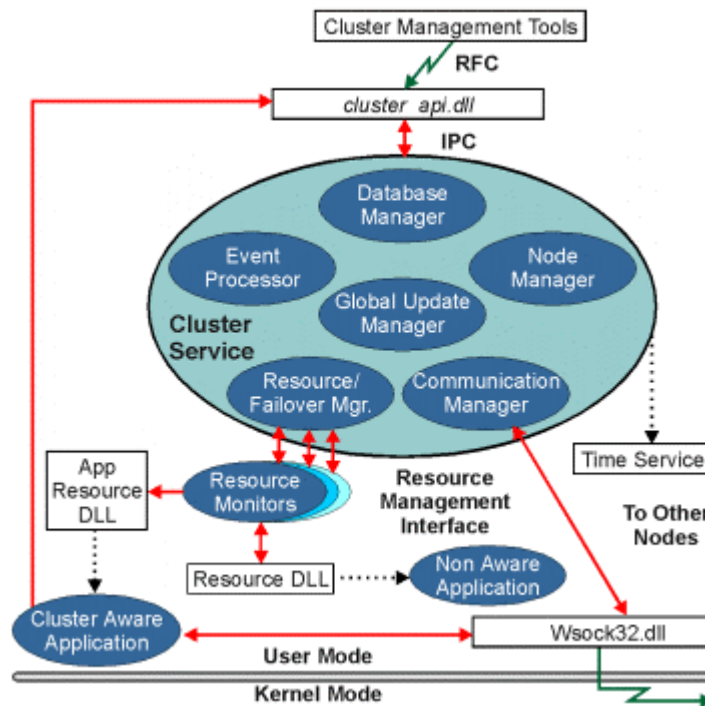 Cluster Management Tools
RFC
cluster_api.dll
IPC
Database
Manager
Event
Processor
Node
Manager
Global Update
Manager
Cluster
Service
Resource/
Failover Mgr.
Communication
Manager
Time Service
App
Resource
DLL
Resource
Monitors
Resource
Management
Interface
To Other
Nodes
Resource DLL
Non Aware
Application
Cluster Aware
Application
Wsock32.dll
User Mode
Kernel Mode